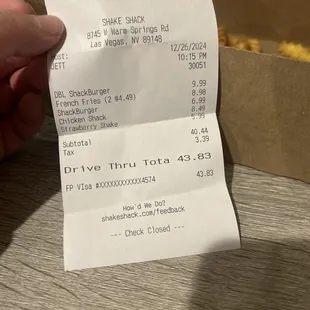 SHAKE SHACK
8745 W Warm Springs Rd
Las Vegas, NV 89148
Host: 12/26/2024
JETT 10:15 PM
30051
DBL ShackBurger 9.99
French Fries (2 @4.49) 8.98
ShackBurger 6.99
Chicken Shack 8.49
Strawberry Shake 5.99
Subtotal 40.44
Tax 3.39
Drive Thru Tota 43.83
FP VIsa #XXXXXXXXXXXX4574 43.83
How'd We Do?
shakeshack.com/feedback
--- Check Closed ---